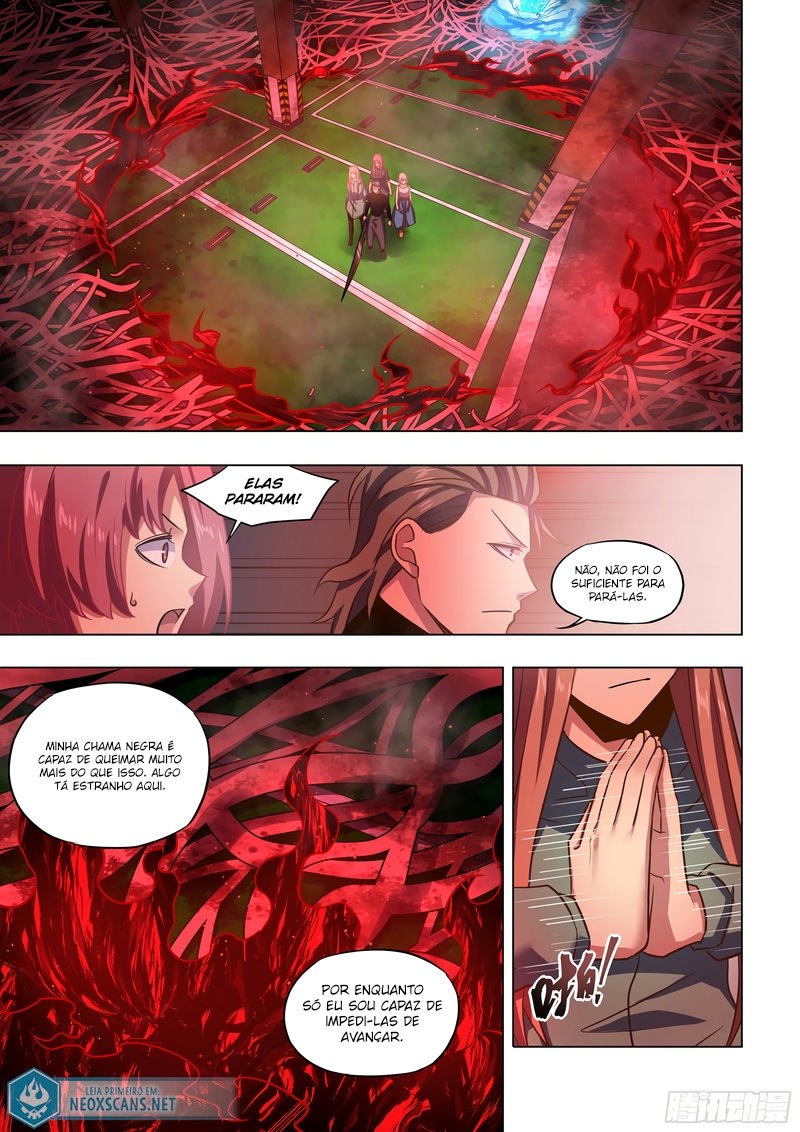 ELAS
PARARAM!
NÃO, NÃO FOI O
SUFICIENTE PARA
PARÁ-LAS.
MINHA CHAMA NEGRA É
CAPAZ DE QUEIMAR MUITO
MAIS DO QUE ISSO. ALGO
TÁ ESTRANHO AQUI.
POR ENQUANTO
SÓ EU SOU CAPAZ DE
IMPEDI-LAS DE
AVANÇAR.
LEIA PRIMEIRO EM:
NEOXSCANS.NET
腾讯动漫